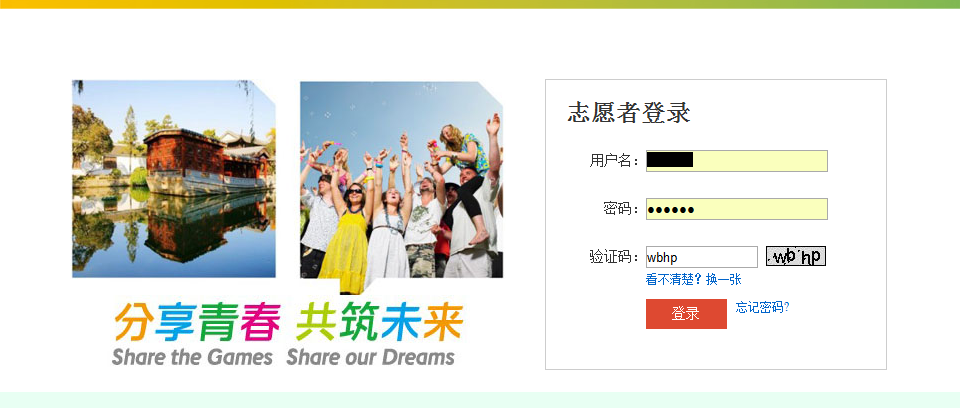 分享青春 共筑未来
Share the Games Share our Dreams
志愿者登录
用户名：
密码：●●●●●●
验证码：wbhp wbhp
看不清楚？换一张
登录 忘记密码?